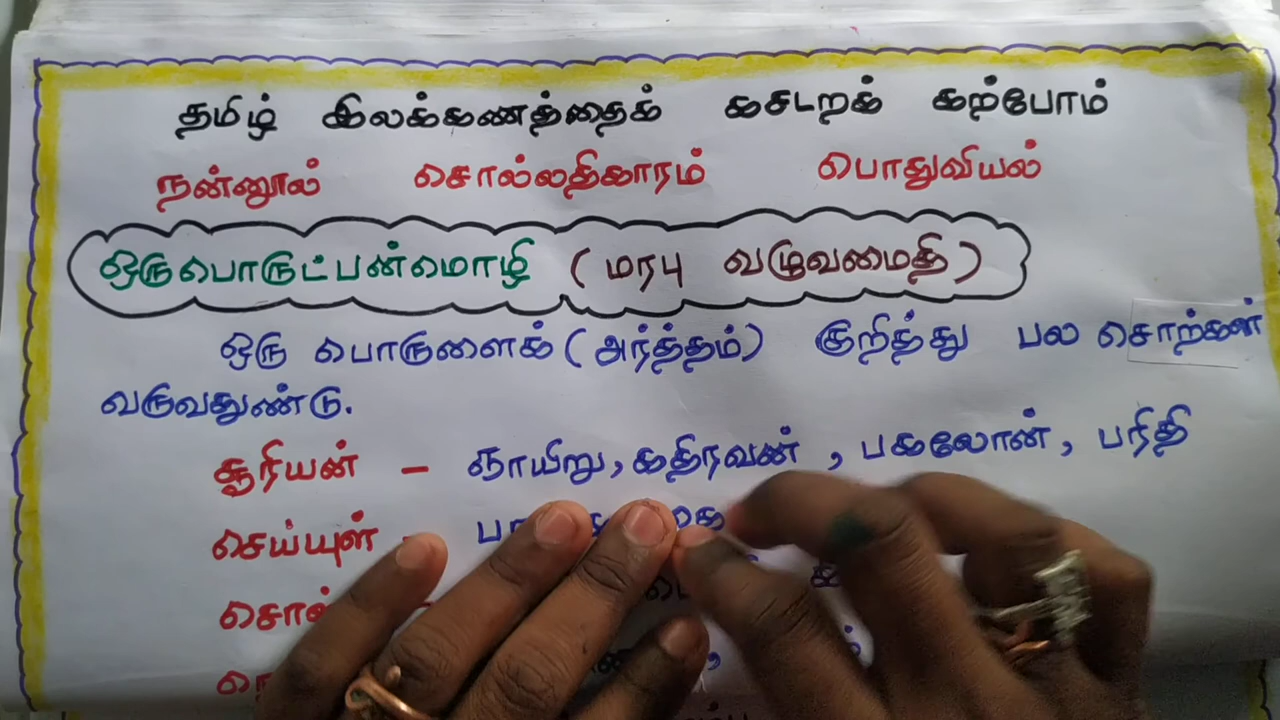 தமிழ் இலக்கணத்தைக் கசடறக் கற்போம்
நன்னூல் சொல்லதிகாரம் பொதுவியல்
ஒருபொருட்பன்மொழி (மரபு வழுவமைதி)
ஒரு பொருளைக் (அர்த்தம்) குறித்து பல சொற்கள்
வருவதுண்டு.
சூரியன் - ஞாயிறு, கதிரவன், பகலோன், பரிதி
செய்யுள் -